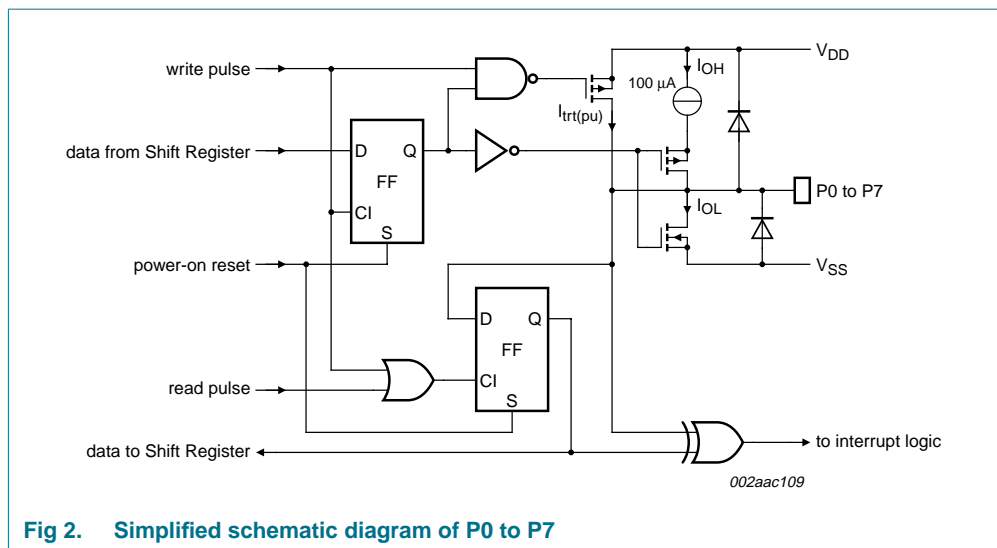 write pulse
V_DD
I_OH
100 μA
I_trt(pu)
data from Shift Register
D
Q
FF
CI
S
P0 to P7
I_OL
power-on reset
V_SS
D
Q
FF
CI
S
read pulse
data to Shift Register
to interrupt logic
002aac109
Fig 2. Simplified schematic diagram of P0 to P7